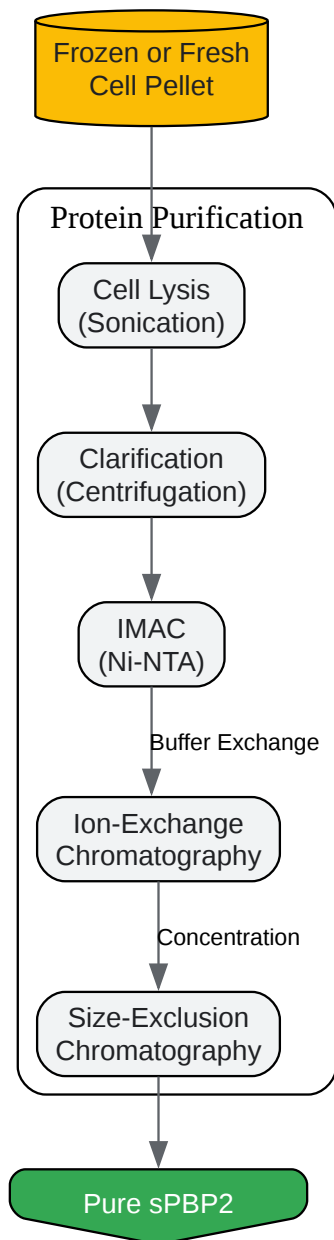 Frozen or Fresh
Cell Pellet
Protein Purification
Cell Lysis
(Sonication)
Clarification
(Centrifugation)
IMAC
(Ni-NTA)
Buffer Exchange
Ion-Exchange
Chromatography
Concentration
Size-Exclusion
Chromatography
Pure sPBP2